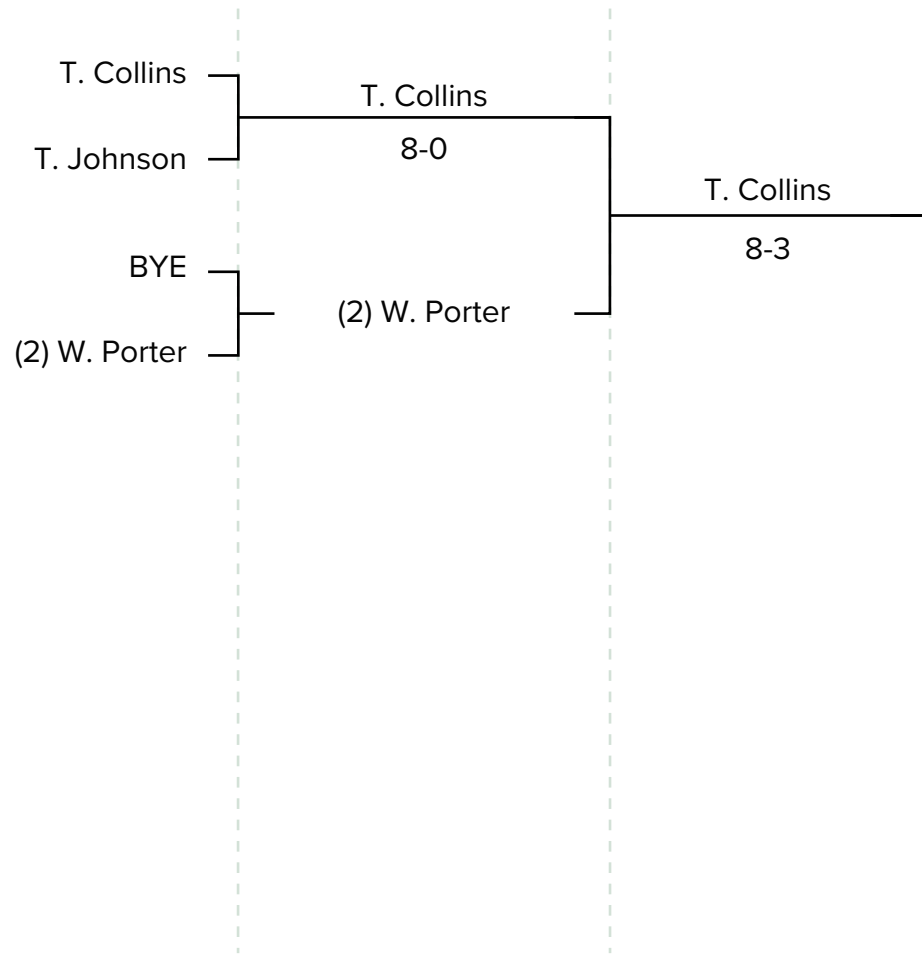 T. Collins
T. Johnson
BYE
(2) W. Porter
T. Collins
8-0
(2) W. Porter
T. Collins
8-3